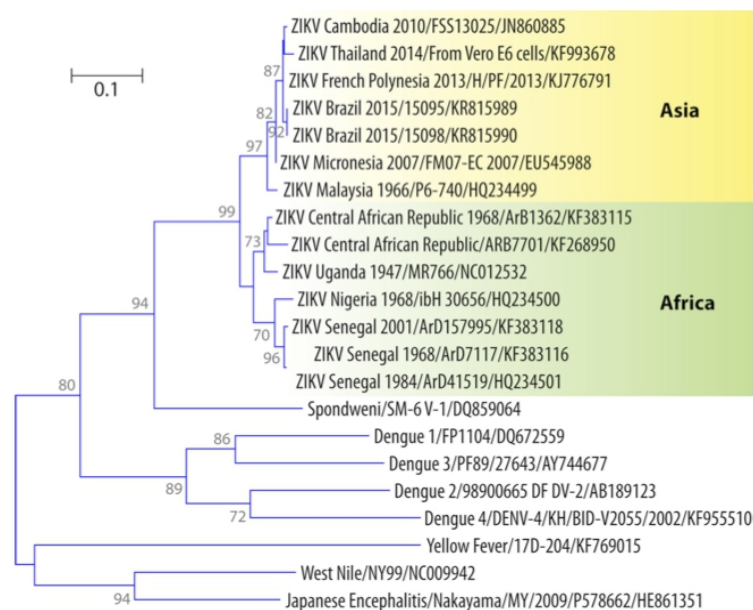 ZIKV Cambodia 2010/FSS13025/JN860885
ZIKV Thailand 2014/From Vero E6 cells/KF993678
87
0.1
ZIKV French Polynesia 2013/H/PF/2013/KJ776791
82
ZIKV Brazil 2015/15095/KR815989
Asia
92
ZIKV Brazil 2015/15098/KR815990
97
ZIKV Micronesia 2007/FM07-EC 2007/EU545988
ZIKV Malaysia 1966/P6-740/HQ234499
99
ZIKV Central African Republic 1968/ArB1362/KF383115
73
ZIKV Central African Republic/ARB7701/KF268950
ZIKV Uganda 1947/MR766/NC012532
94
ZIKV Nigeria 1968/ibH 30656/HQ234500
Africa
70
ZIKV Senegal 2001/ArD157995/KF383118
96
ZIKV Senegal 1968/ArD7117/KF383116
ZIKV Senegal 1984/ArD41519/HQ234501
80
Spondweni/SM-6 V-1/DQ859064
86
Dengue 1/FP1104/DQ672559
Dengue 3/PF89/27643/AY744677
89
Dengue 2/98900665 DF DV-2/AB189123
72
Dengue 4/DENV-4/KH/BID-V2055/2002/KF955510
Yellow Fever/17D-204/KF769015
West Nile/NY99/NC009942
94
Japanese Encephalitis/Nakayama/MY/2009/P578662/HE861351